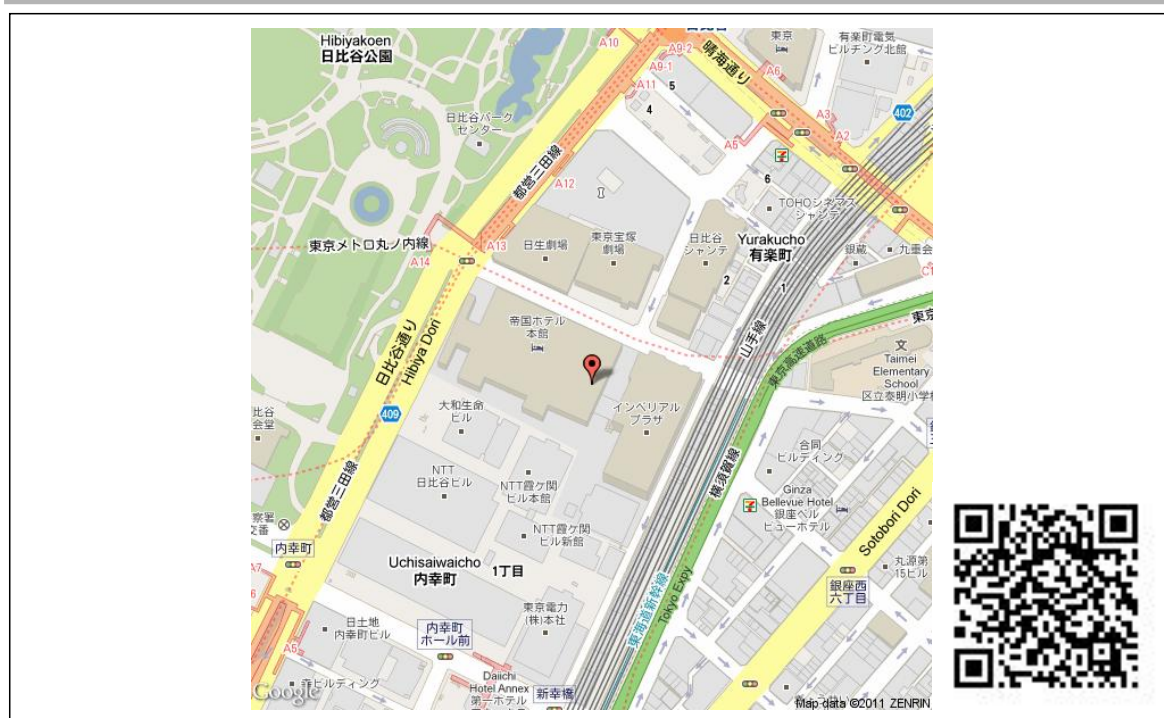 Hibiyakoen
日比谷公園
A10
A9-2
A9-1
A11
晴海通り
東京
有楽町電気
ビルヂング北館
A6
A3
A2
402
5
4
A5
日比谷パーク
センター
都営三田線
A12
6
TOHOシネマズ
シャンテ
Yurakucho
有楽町
銀蔵
九重会
東京メトロ丸ノ内線
A13
A14
日生劇場
東京宝塚
劇場
日比谷
シャンテ
2
1
山手線
東京高速道路
東京
帝国ホテル
本館
日比谷通り
Hibiya Dori
409
文
Taimei
Elementary
School
区立泰明小学校
大和生命
ビル
インペリアル
プラザ
横須賀線
合同
ビルディング
NTT
日比谷ビル
NTT霞ケ関
ビル本館
Ginza
Bellevue Hotel
銀座ベル
ビューホテル
都営三田線
NTT霞ケ関
ビル新館
Sotobori Dori
内幸町
A7
Uchisaiwaicho
内幸町
1丁目
東海道新幹線
Tokyo Expy
丸源第
15ビル
銀座西
六丁目
東京電力
(株)本社
日土地
内幸町ビル
内幸町
ホール前
A5
Daiichi
Hotel Annex
第一ホテル
新幸橋
Google
Map data ©2011 ZENRIN